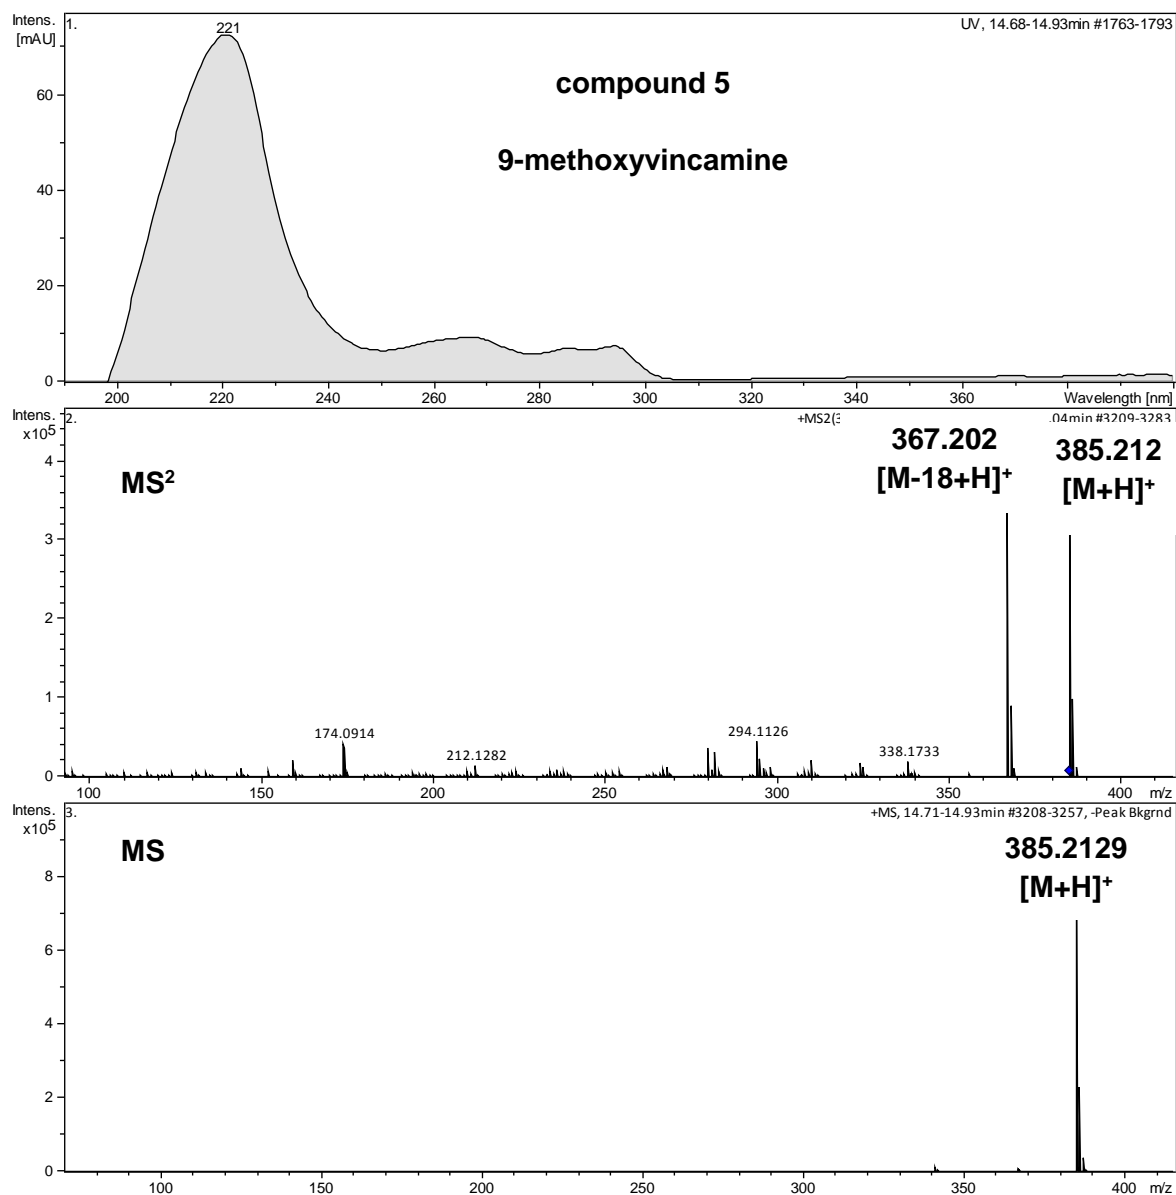 Intens. 1. UV, 14.68-14.93min #1763-1793
[mAU]
221
compound 5
60
9-methoxyvincamine
40
20
0
200 220 240 260 280 300 320 340 360 Wavelength [nm]
Intens. 2. +MS2(3 .04min #3209-3283
x10⁵
367.202 385.212
4
MS² [M-18+H]⁺ [M+H]⁺
3
2
1
174.0914 212.1282 294.1126 338.1733
0
100 150 200 250 300 350 400 m/z
Intens. 3. +MS, 14.71-14.93min #3208-3257, -Peak Bkgrnd
x10⁵
MS 385.2129
8 [M+H]⁺
6
4
2
0
100 150 200 250 300 350 400 m/z